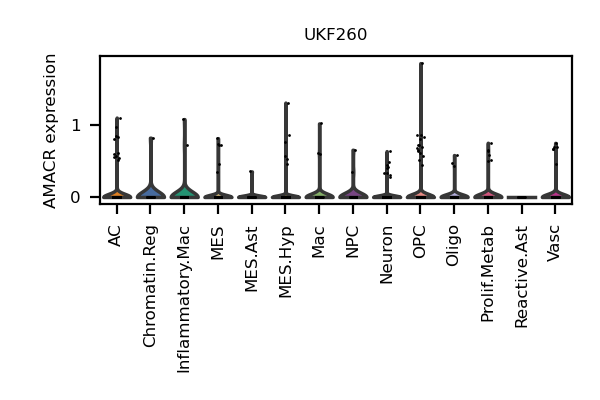 UKF260
AMACR expression
1
0
AC
Chromatin.Reg
Inflammatory.Mac
MES
MES.Ast
MES.Hyp
Mac
NPC
Neuron
OPC
Oligo
Prolif.Metab
Reactive.Ast
Vasc